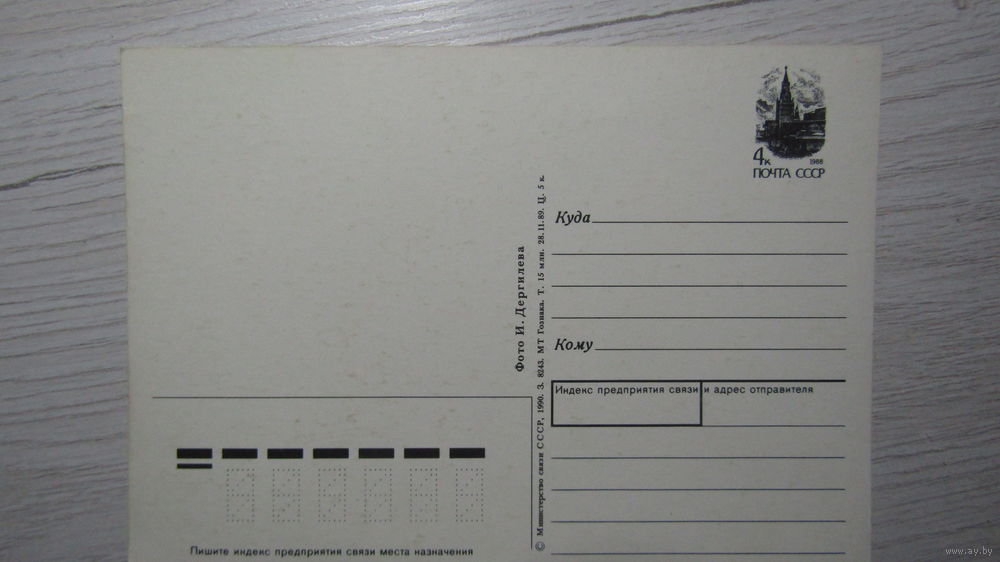 4к
1988
ПОЧТА СССР
Куда
Кому
Индекс предприятия связи и адрес отправителя
Фото И. Дергилева
© Министерство связи СССР, 1990. З. 8243. МТ Гознака. Т. 15 млн. 28.11.89. Ц. 5 к.
Пишите индекс предприятия связи места назначения
www.ay.by